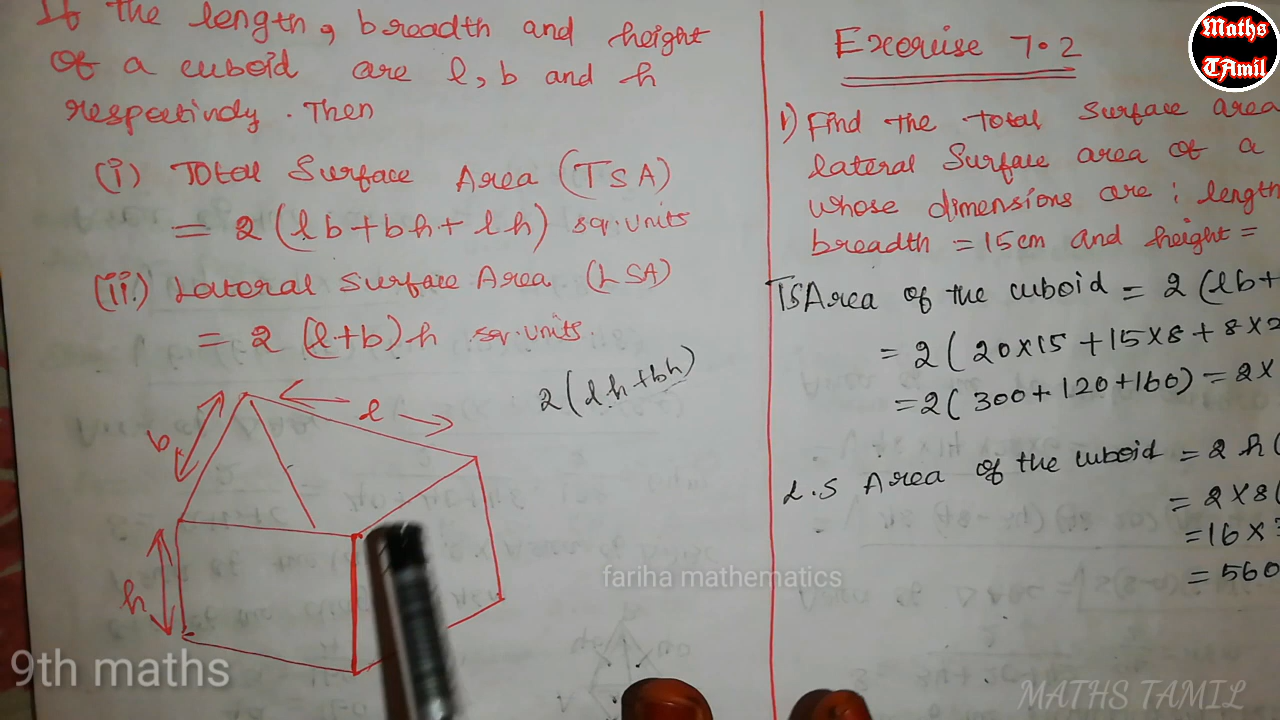 If the length, breadth and height
of a cuboid are l, b and h
respectively. Then
(i) Total Surface Area (TSA)
= 2 (lb+bh+lh) sq.units
(ii) Lateral Surface Area (LSA)
= 2 (l+b)h sq.units.
2(lh+bh)
l
b
h
Exercise 7.2
1) Find the total surface area
lateral surface area of a
whose dimensions are : length
breadth = 15cm and height =
TSArea of the cuboid = 2 (lb+
= 2(20×15 +15×8+8×2
=2(300+120+160) = 2×
L.S Area of the cuboid = 2h(
= 2×8(
=16×3
= 560
Maths
TAmil
fariha mathematics
9th maths
MATHS TAMIL